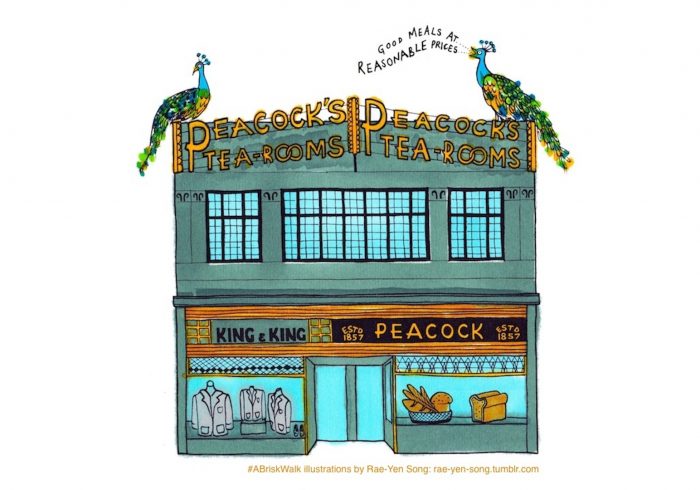 GOOD MEALS AT
REASONABLE PRICES
PEACOCK'S
TEA-ROOMS
PEACOCKS
TEA-ROOMS
KING & KING
ESTD
1857
PEACOCK
ESTD
1857
#ABriskWalk illustrations by Rae-Yen Song: rae-yen-song.tumblr.com